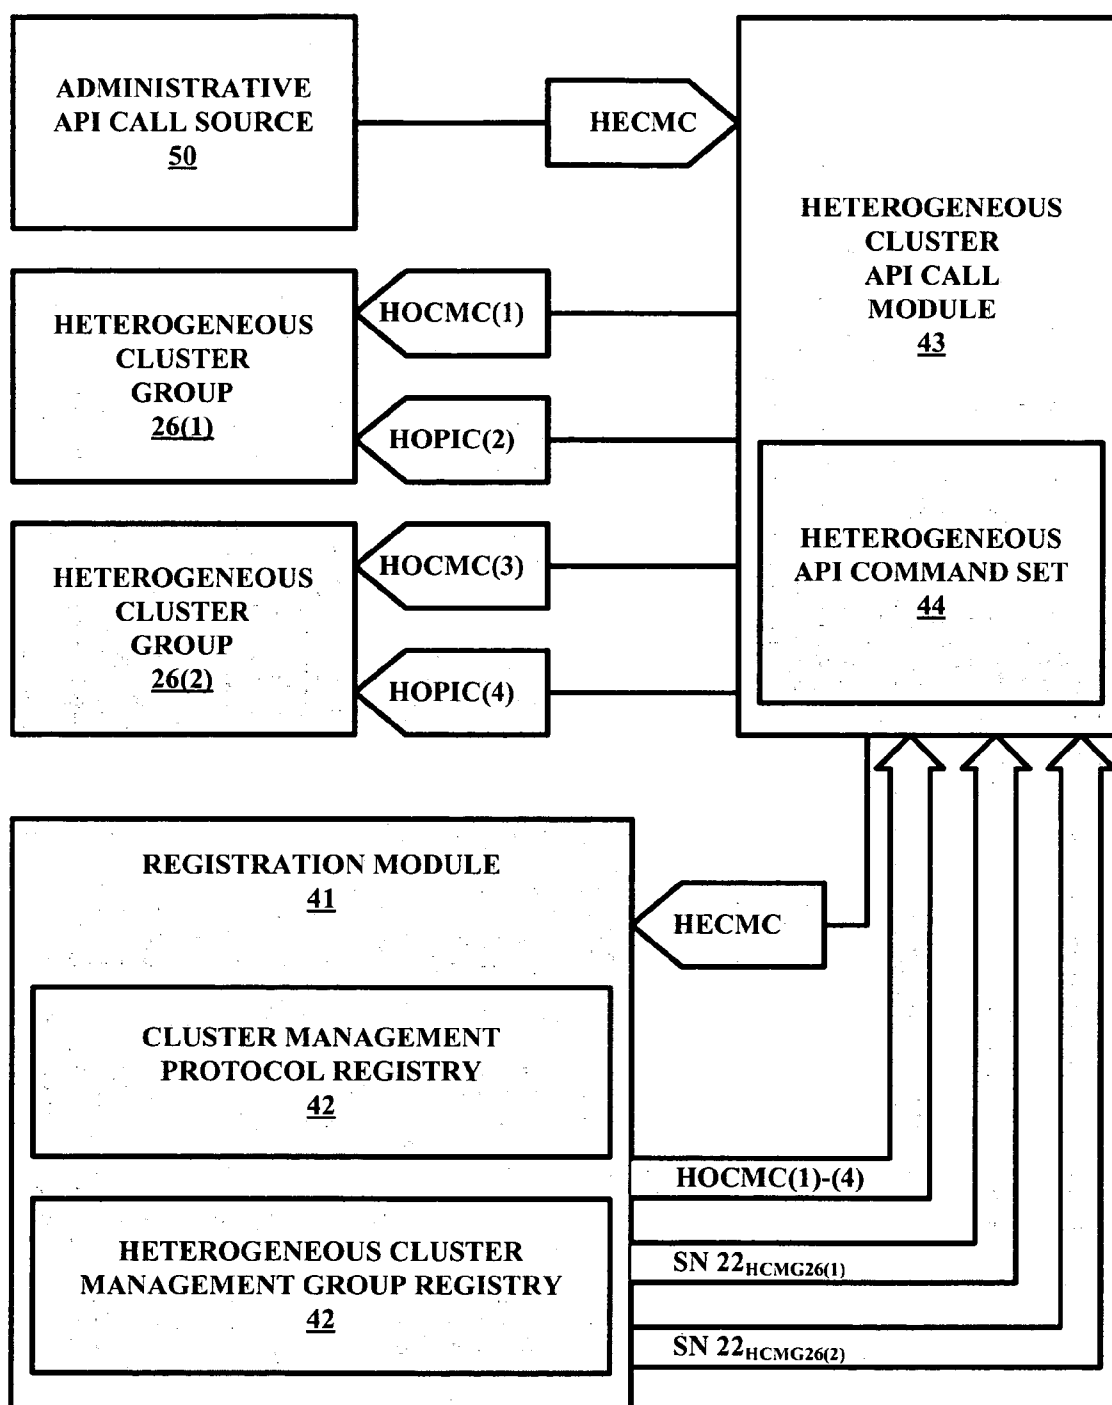 ADMINISTRATIVE
API CALL SOURCE
50
HECMC
HETEROGENEOUS
CLUSTER
API CALL
MODULE
43
HETEROGENEOUS
CLUSTER
GROUP
26(1)
HOCMC(1)
HOPIC(2)
HETEROGENEOUS
CLUSTER
GROUP
26(2)
HOCMC(3)
HOPIC(4)
HETEROGENEOUS
API COMMAND SET
44
REGISTRATION MODULE
41
HECMC
CLUSTER MANAGEMENT
PROTOCOL REGISTRY
42
HOCMC(1)-(4)
HETEROGENEOUS CLUSTER
MANAGEMENT GROUP REGISTRY
42
SN 22HCMG26(1)
SN 22HCMG26(2)